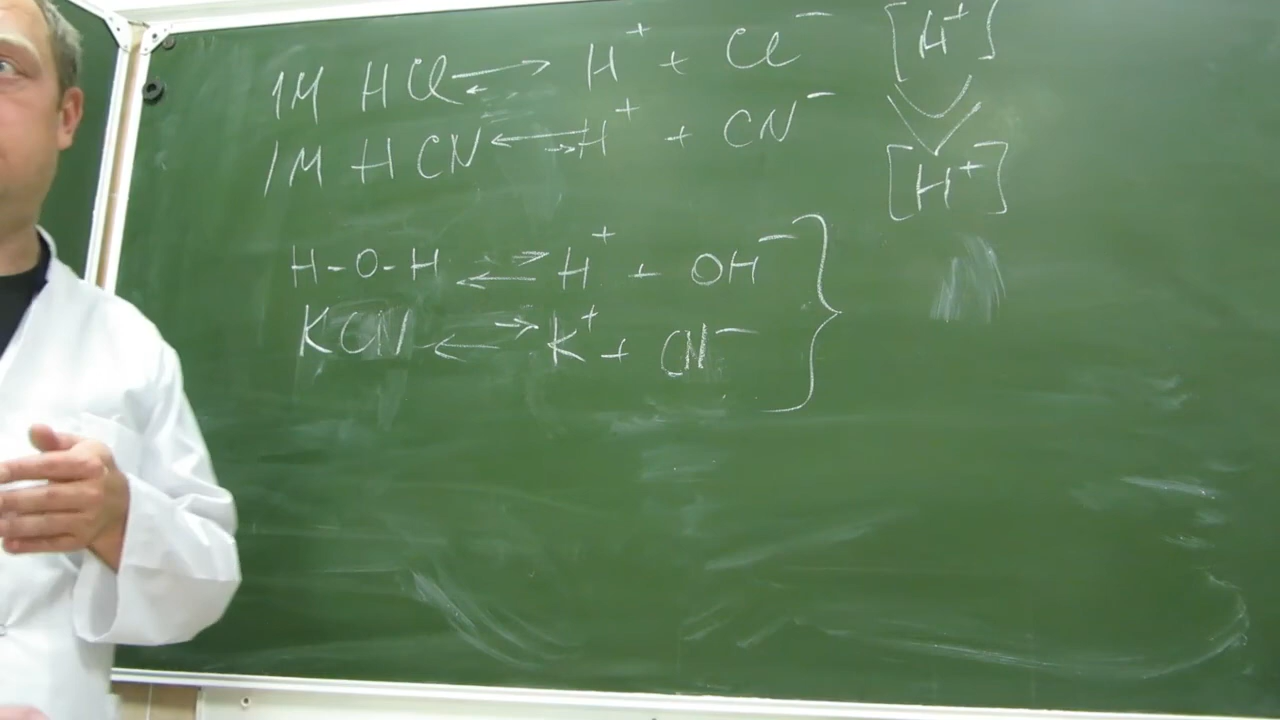 1M HCl ⇄ H⁺ + Cl⁻ [H⁺]
1M HCN ⇄ H⁺ + CN⁻ [H⁺]
H-O-H ⇄ H⁺ + OH⁻
KCN ⇄ K⁺ + CN⁻